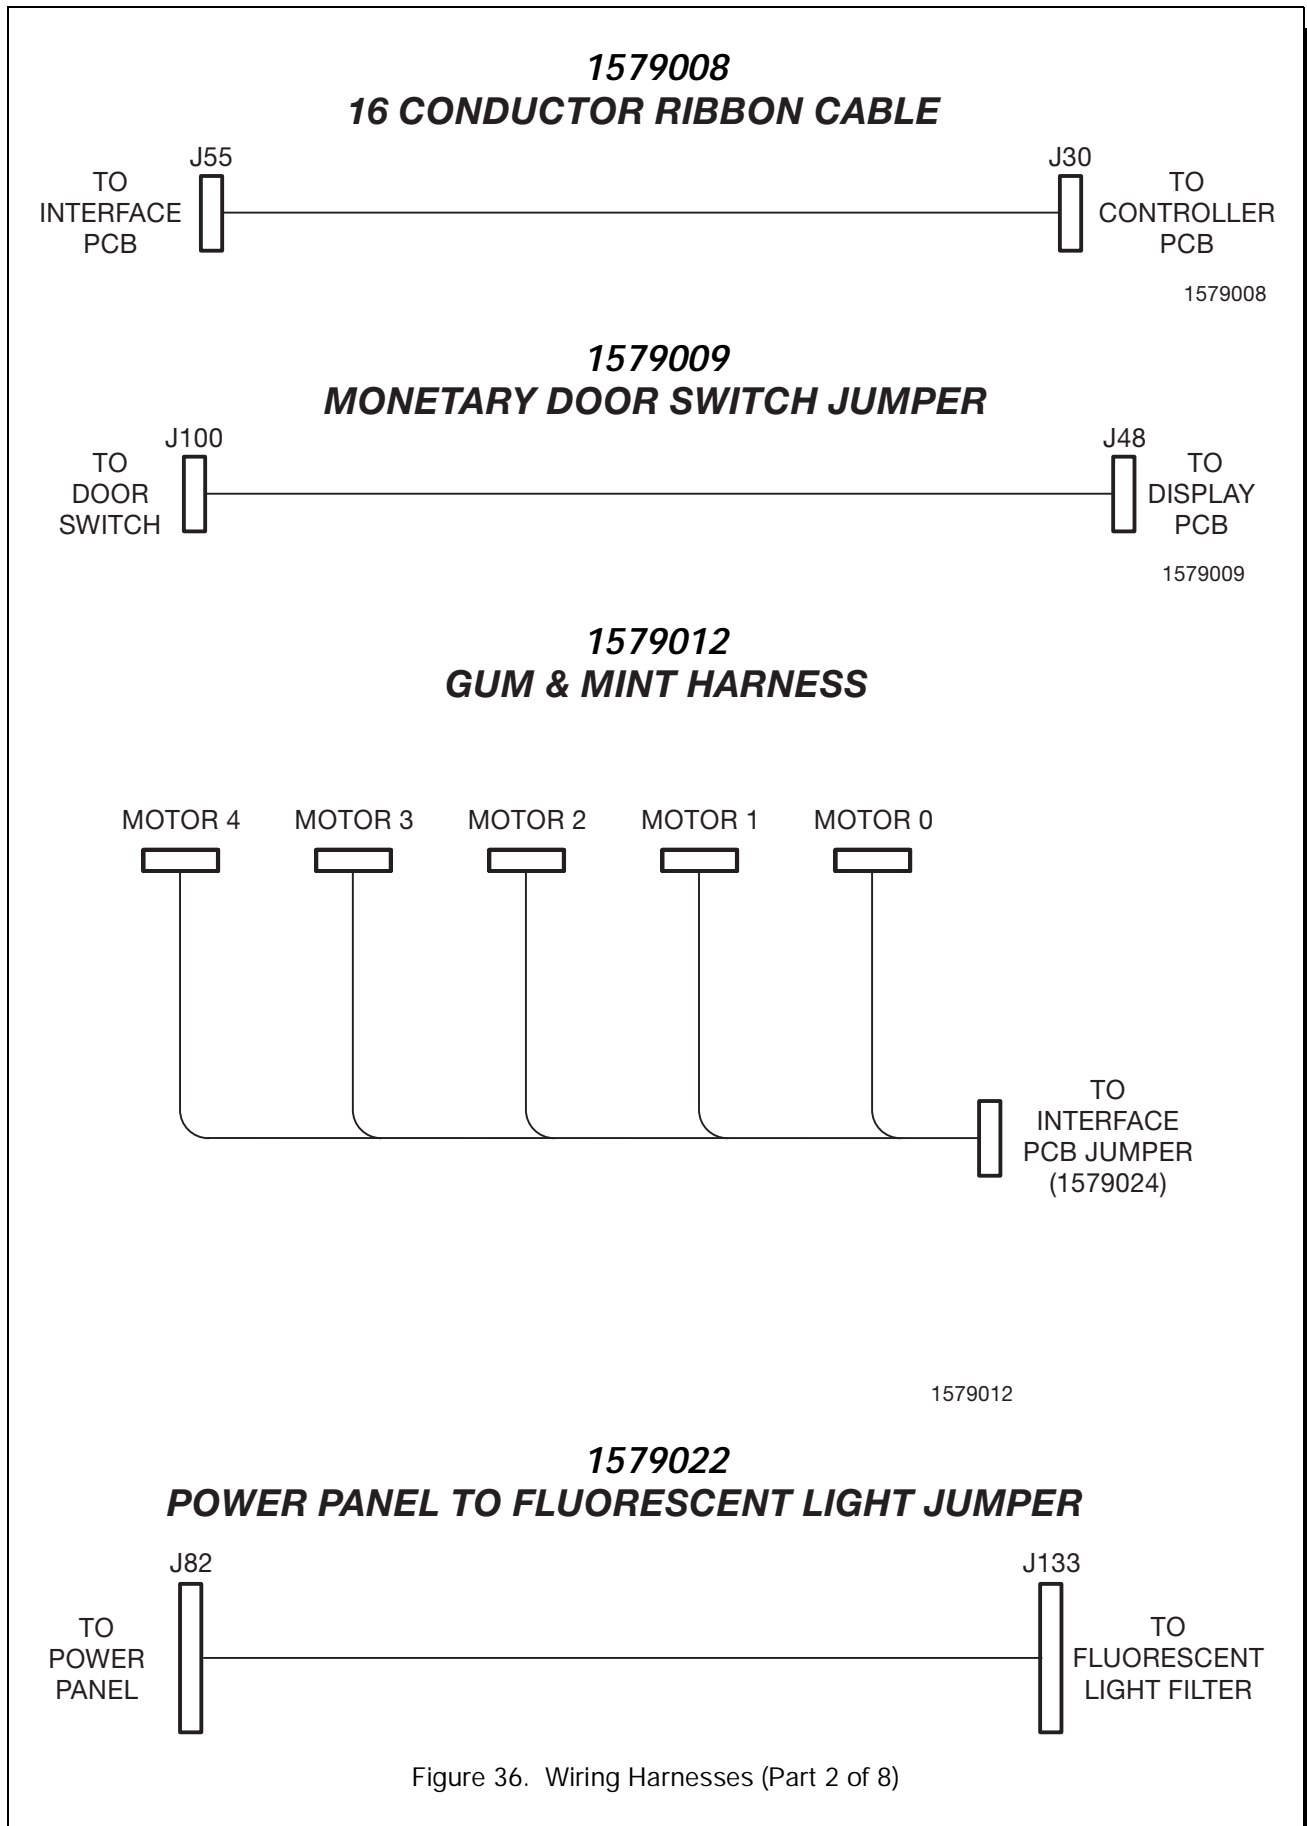 1579008
16 CONDUCTOR RIBBON CABLE
J55
J30
TO
INTERFACE
PCB
TO
CONTROLLER
PCB
1579008
1579009
MONETARY DOOR SWITCH JUMPER
J100
J48
TO
DOOR
SWITCH
TO
DISPLAY
PCB
1579009
1579012
GUM & MINT HARNESS
MOTOR 4
MOTOR 3
MOTOR 2
MOTOR 1
MOTOR 0
TO
INTERFACE
PCB JUMPER
(1579024)
1579012
1579022
POWER PANEL TO FLUORESCENT LIGHT JUMPER
J82
J133
TO
POWER
PANEL
TO
FLUORESCENT
LIGHT FILTER
Figure 36. Wiring Harnesses (Part 2 of 8)